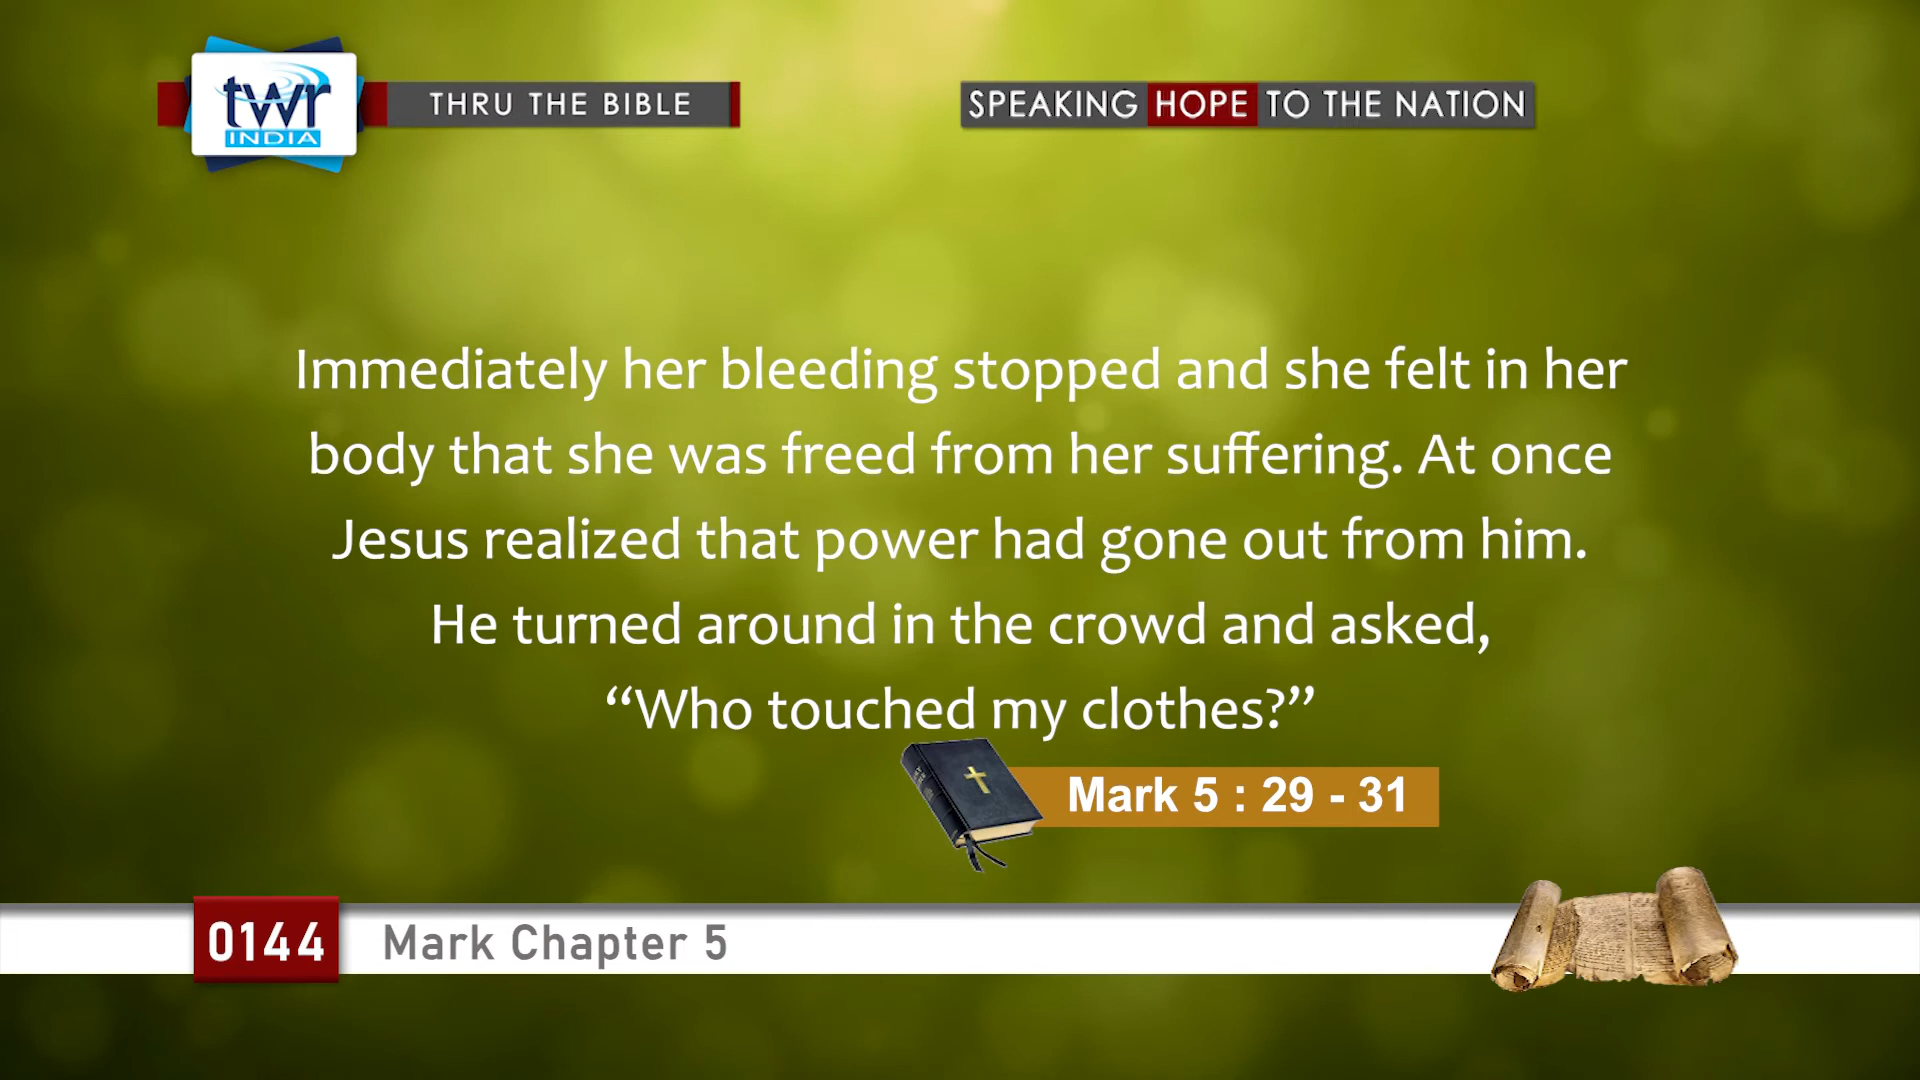 twr
INDIA
THRU THE BIBLE
SPEAKING HOPE TO THE NATION
Immediately her bleeding stopped and she felt in her
body that she was freed from her suffering. At once
Jesus realized that power had gone out from him.
He turned around in the crowd and asked,
“Who touched my clothes?”
Mark 5 : 29 - 31
0144
Mark Chapter 5